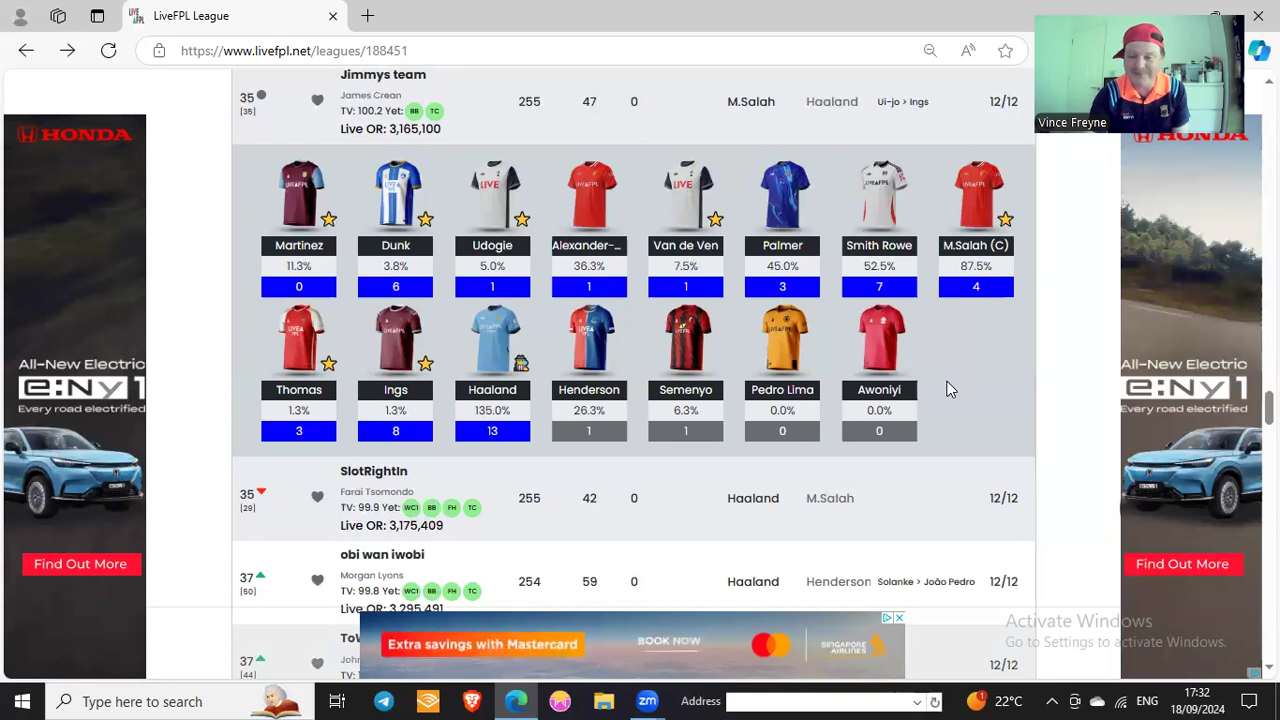 LiveFPL League
https://www.livefpl.net/leagues/188451
Vince Freyne
Jimmys team
35
[35]
James Crean
TV: 100.2 Yet: BB TC
Live OR: 3,165,100
255 47 0 M.Salah Haaland Ui-jo > Ings 12/12
HONDA
HONDA
Martinez Dunk Udogie Alexander-... Van de Ven Palmer Smith Rowe M.Salah (C)
11.3% 3.8% 5.0% 36.3% 7.5% 45.0% 52.5% 87.5%
0 6 1 1 1 3 7 4
Thomas Ings Haaland Henderson Semenyo Pedro Lima Awoniyi
1.3% 1.3% 135.0% 26.3% 6.3% 0.0% 0.0%
3 8 13 1 1 0 0
All-New Electric
e:Ny1
Every road electrified
Find Out More
All-New Electric
e:Ny1
Every road electrified
Find Out More
SlotRightIn
35
[29]
Farai Tsomondo
TV: 99.9 Yet: WC1 BB FH TC
Live OR: 3,175,409
255 42 0 Haaland M.Salah 12/12
obi wan iwobi
37
[50]
Morgan Lyons
TV: 99.8 Yet: WC1 BB FH TC
Live OR: 3,295,491
254 59 0 Haaland Henderson Solanke > João Pedro 12/12
37
[44]
12/12
Extra savings with Mastercard
BOOK NOW
SINGAPORE
AIRLINES
Activate Windows
Go to Settings to activate Windows.
Type here to search
Address
zm
1
22°C
ENG
17:32
18/09/2024